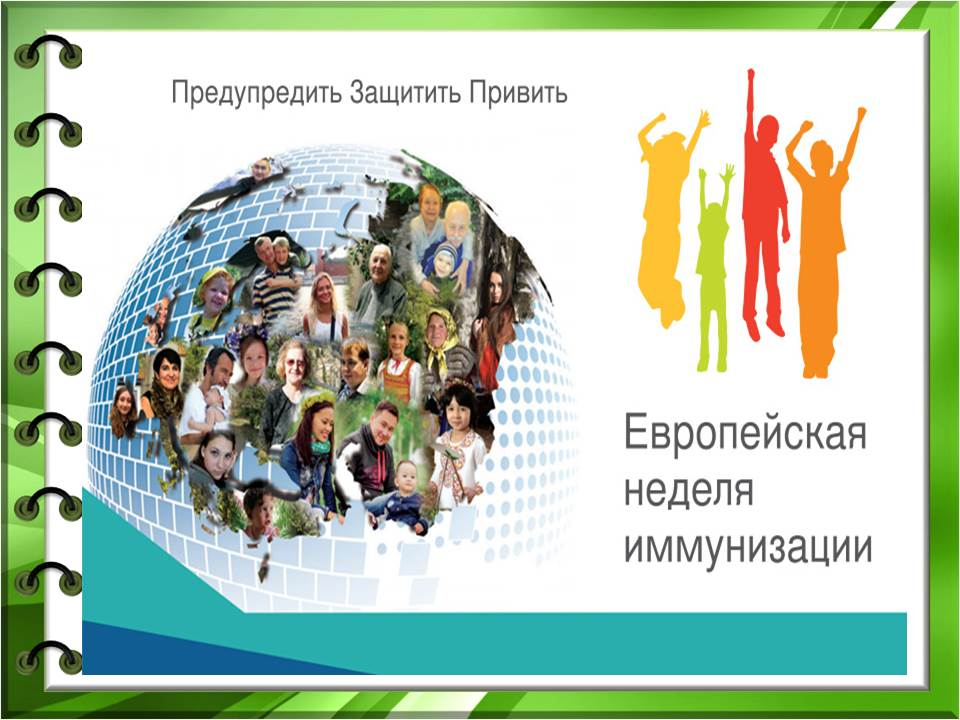 Предупредить Защитить Привить
Европейская
неделя
иммунизации